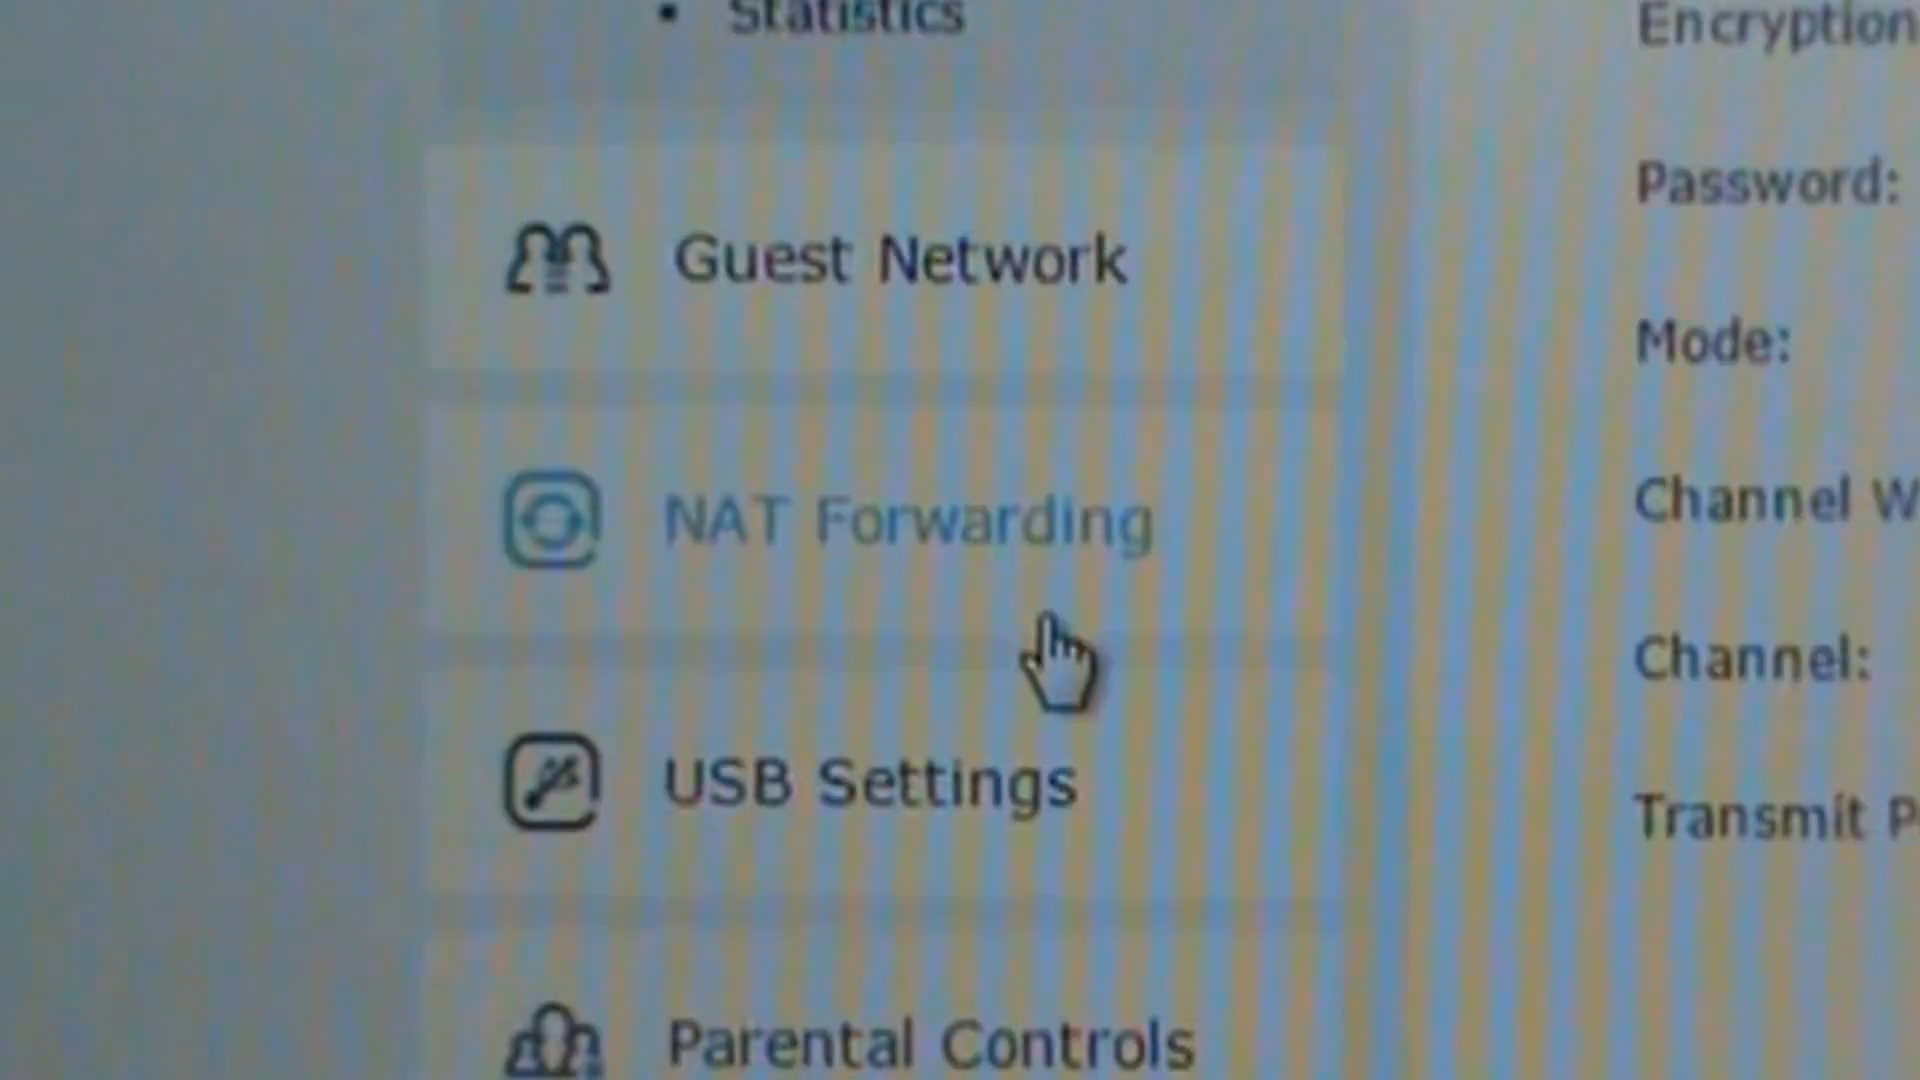 Statistics
Guest Network
NAT Forwarding
USB Settings
Parental Controls
Encryption
Password:
Mode:
Channel W
Channel:
Transmit P